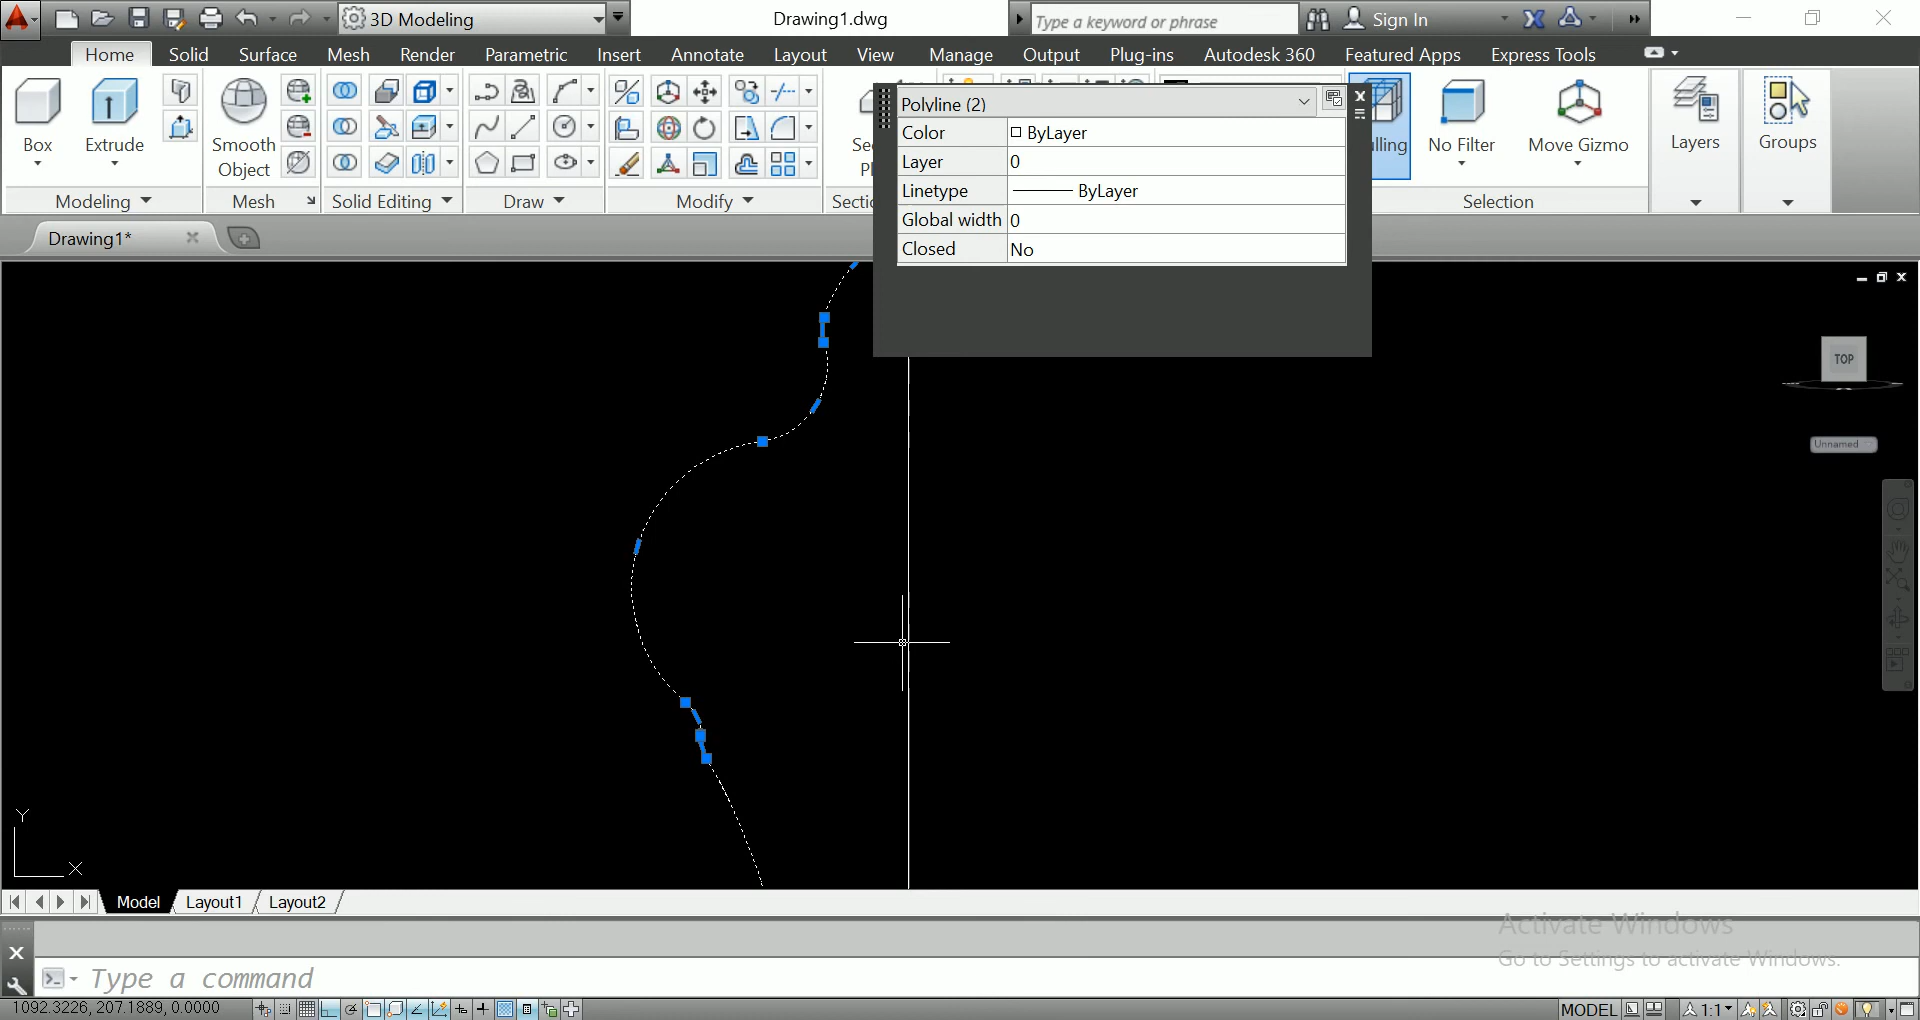 3D Modeling
Drawing1.dwg
Type a keyword or phrase
Sign In
Home Solid Surface Mesh Render Parametric Insert Annotate Layout View Manage Output Plug-ins Autodesk 360 Featured Apps Express Tools
Box
Extrude
Smooth
Object
No Filter
Move Gizmo
Layers
Groups
Modeling
Mesh
Solid Editing
Draw
Modify
Selection
Polyline (2)
Color ByLayer
Layer 0
Linetype ByLayer
Global width 0
Closed No
Drawing1*
TOP
Unnamed
Y
X
Model Layout1 Layout2
Activate Windows
Go to Settings to activate Windows.
Type a command
1092.3226, 207.1889, 0.0000
MODEL
1:1